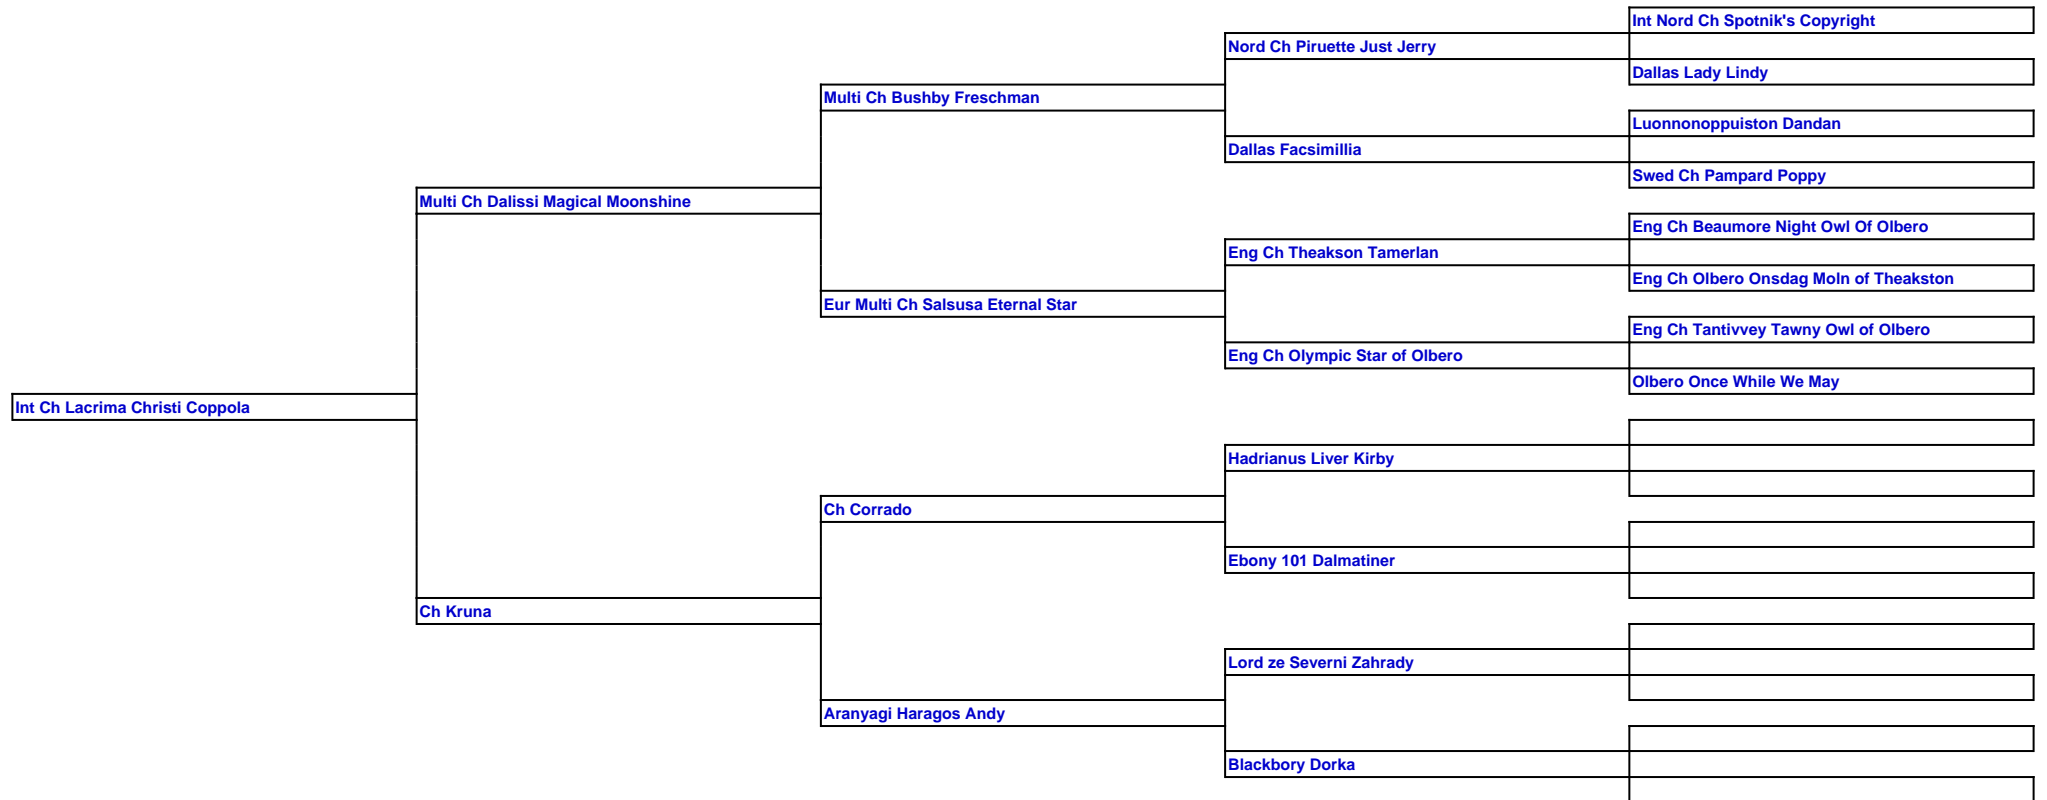 Int Nord Ch Spotnik's Copyright
Nord Ch Piruette Just Jerry
Dallas Lady Lindy
Multi Ch Bushby Freschman
Luonnonoppuiston Dandan
Dallas Facsimillia
Swed Ch Pampard Poppy
Multi Ch Dalissi Magical Moonshine
Eng Ch Beaumore Night Owl Of Olbero
Eng Ch Theakson Tamerlan
Eng Ch Olbero Onsdag Moln of Theakston
Eur Multi Ch Salsusa Eternal Star
Eng Ch Tantivvey Tawny Owl of Olbero
Eng Ch Olympic Star of Olbero
Olbero Once While We May
Int Ch Lacrima Christi Coppola
Hadrianus Liver Kirby
Ch Corrado
Ebony 101 Dalmatiner
Ch Kruna
Lord ze Severni Zahrady
Aranyagi Haragos Andy
Blackbory Dorka